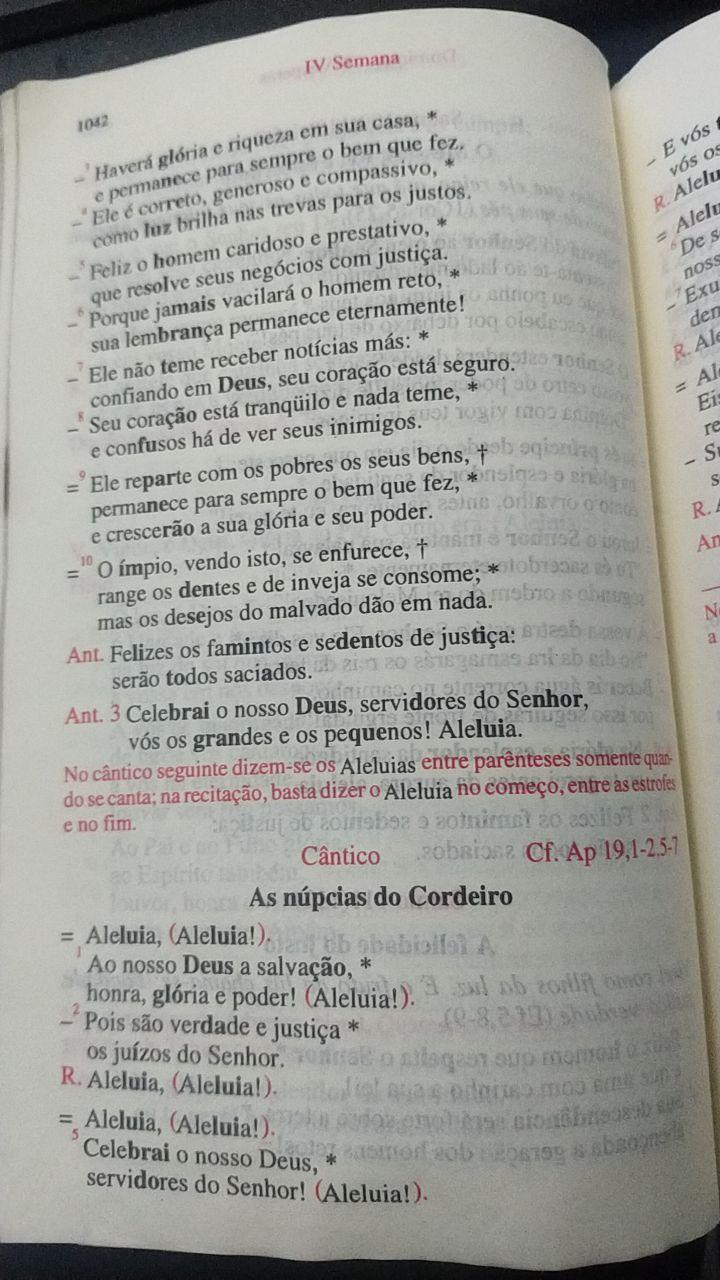 IV Semana
1042
–³ Haverá glória e riqueza em sua casa, *
e permanece para sempre o bem que fez.
–⁴ Ele é correto, generoso e compassivo, *
como luz brilha nas trevas para os justos.
–⁵ Feliz o homem caridoso e prestativo, *
que resolve seus negócios com justiça.
–⁶ Porque jamais vacilará o homem reto, *
sua lembrança permanece eternamente!
–⁷ Ele não teme receber notícias más: *
confiando em Deus, seu coração está seguro.
–⁸ Seu coração está tranqüilo e nada teme, *
e confusos há de ver seus inimigos.
=⁹ Ele reparte com os pobres os seus bens, †
permanece para sempre o bem que fez, *
e crescerão a sua glória e seu poder.
=¹⁰ O ímpio, vendo isto, se enfurece, †
range os dentes e de inveja se consome; *
mas os desejos do malvado dão em nada.
Ant. Felizes os famintos e sedentos de justiça:
serão todos saciados.
Ant. 3 Celebrai o nosso Deus, servidores do Senhor,
vós os grandes e os pequenos! Aleluia.
No cântico seguinte dizem-se os Aleluias entre parênteses somente quan-
do se canta; na recitação, basta dizer o Aleluia no começo, entre as estrofes
e no fim.
Cântico Cf. Ap 19,1-2.5-7
As núpcias do Cordeiro
= Aleluia, (Aleluia!).
¹ Ao nosso Deus a salvação, *
honra, glória e poder! (Aleluia!).
–² Pois são verdade e justiça *
os juízos do Senhor.
R. Aleluia, (Aleluia!).
= Aleluia, (Aleluia!).
⁵ Celebrai o nosso Deus, *
servidores do Senhor! (Aleluia!).
– E vós
vós os
R.
=
⁶ De
–⁷
R.
=
–
R.
An
a